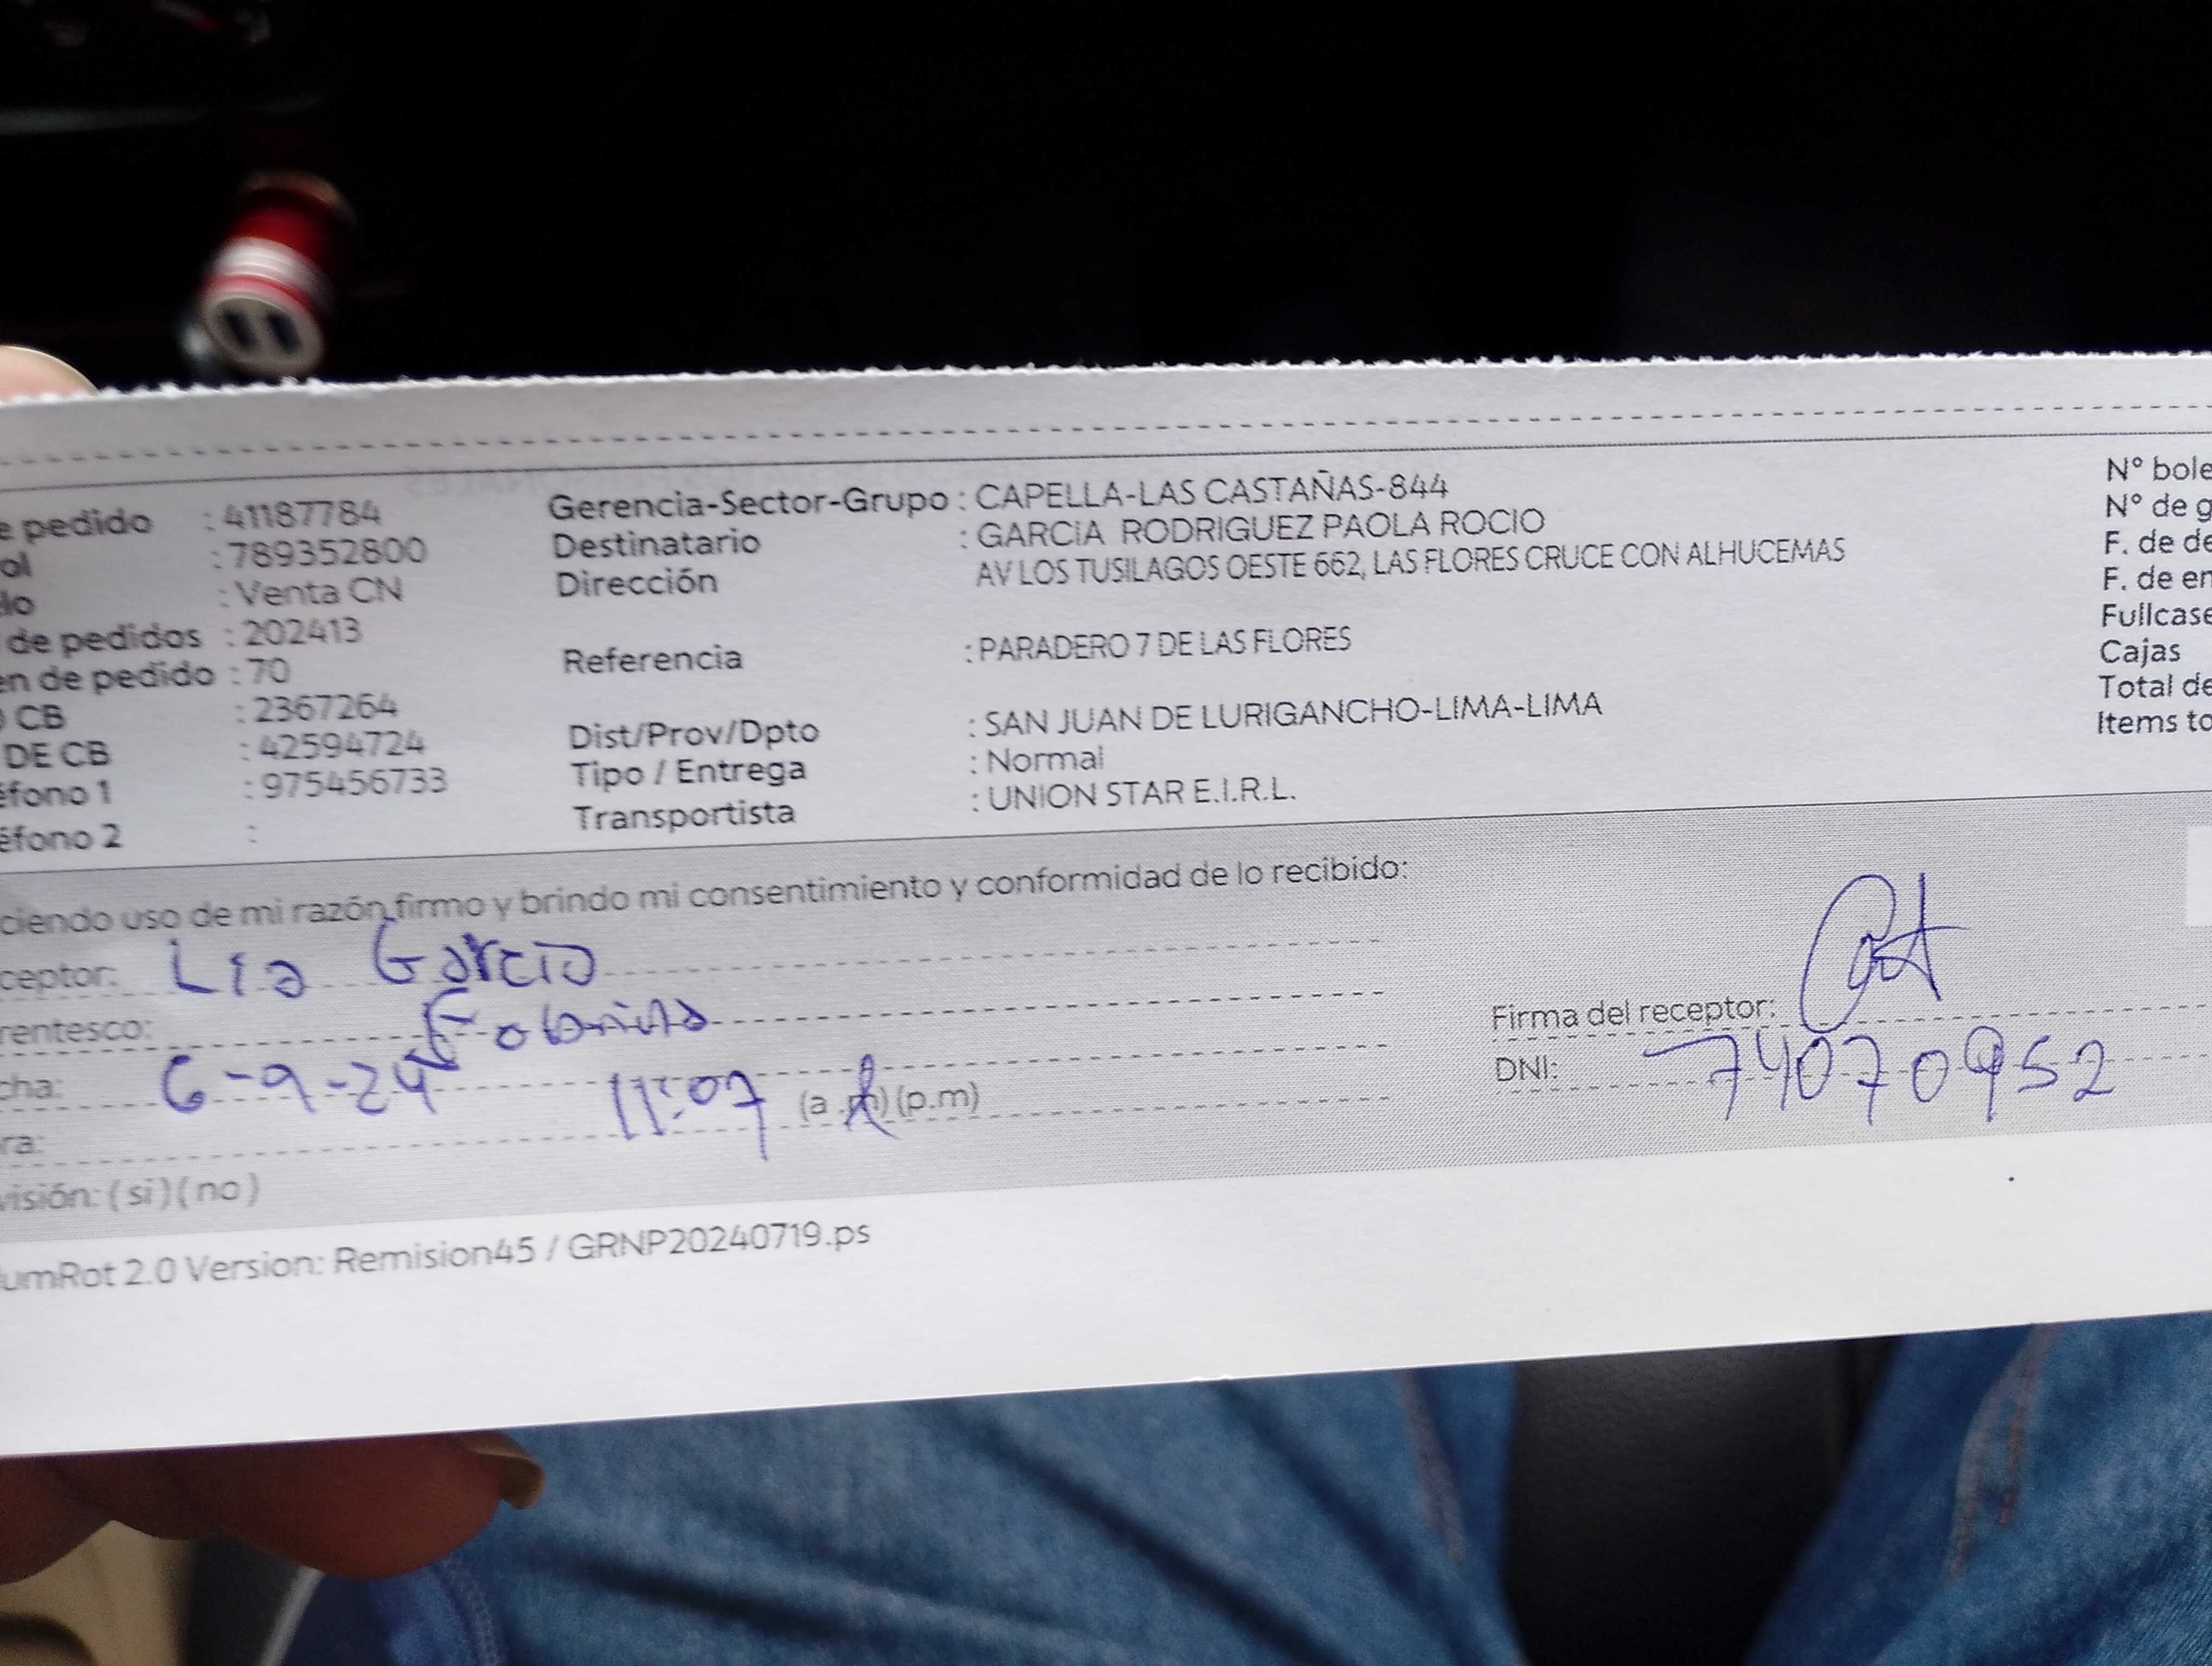 e pedido : 41187784
ol : 789352800
elo : Venta CN
de pedidos : 202413
en de pedido : 70
CB : 2367264
DE CB : 42594724
éfono 1 : 975456733
éfono 2 :
Gerencia-Sector-Grupo : CAPELLA-LAS CASTAÑAS-844
Destinatario : GARCIA RODRIGUEZ PAOLA ROCIO
Dirección AV LOS TUSILAGOS OESTE 662, LAS FLORES CRUCE CON ALHUCEMAS
Referencia : PARADERO 7 DE LAS FLORES
Dist/Prov/Dpto : SAN JUAN DE LURIGANCHO-LIMA-LIMA
Tipo / Entrega : Normal
Transportista : UNION STAR E.I.R.L.
N° bole
N° de g
F. de de
F. de en
Fullcase
Cajas
Total de
Items to
ciendo uso de mi razón firmo y brindo mi consentimiento y conformidad de lo recibido:
ceptor: Lia Garcia
rentesco: Sobrina
cha: 6-9-24
ra: 11:07 (a.m) (p.m)
visión: (si) (no)
Firma del receptor:
DNI: 74070952
umRot 2.0 Version: Remision45 / GRNP20240719.ps